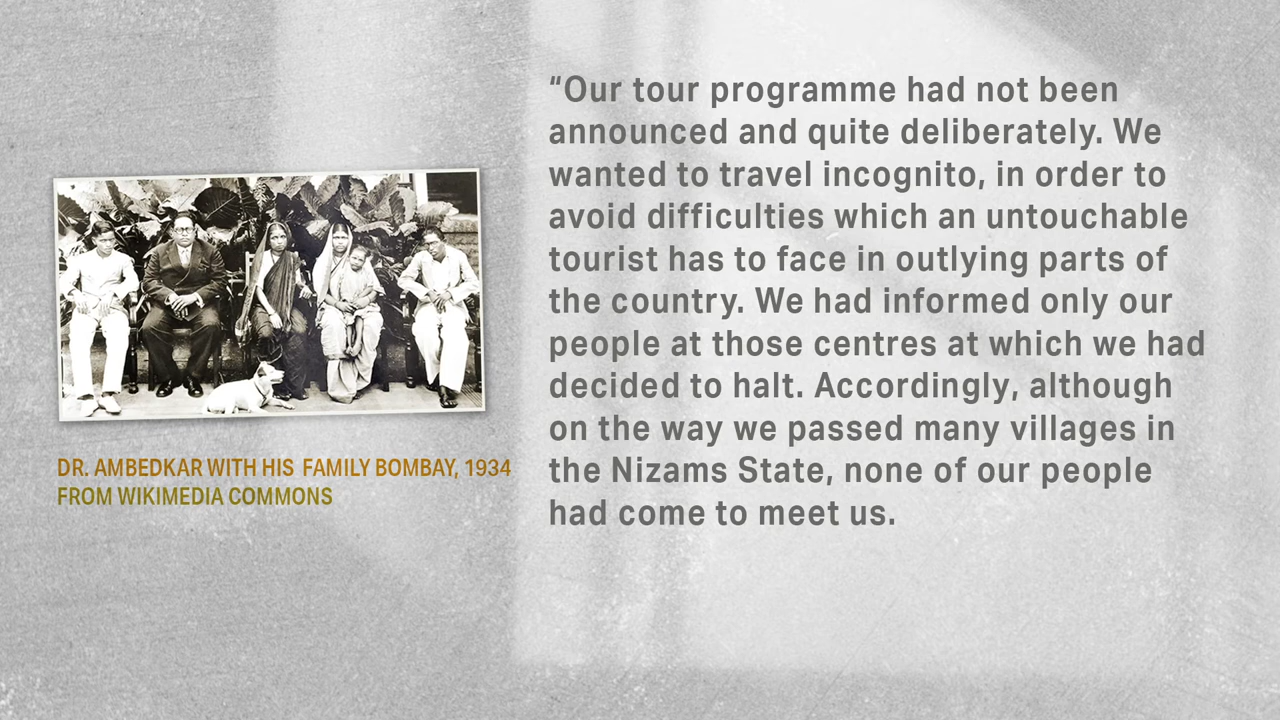 “Our tour programme had not been
announced and quite deliberately. We
wanted to travel incognito, in order to
avoid difficulties which an untouchable
tourist has to face in outlying parts of
the country. We had informed only our
people at those centres at which we had
decided to halt. Accordingly, although
on the way we passed many villages in
the Nizams State, none of our people
had come to meet us.
DR. AMBEDKAR WITH HIS FAMILY BOMBAY, 1934
FROM WIKIMEDIA COMMONS